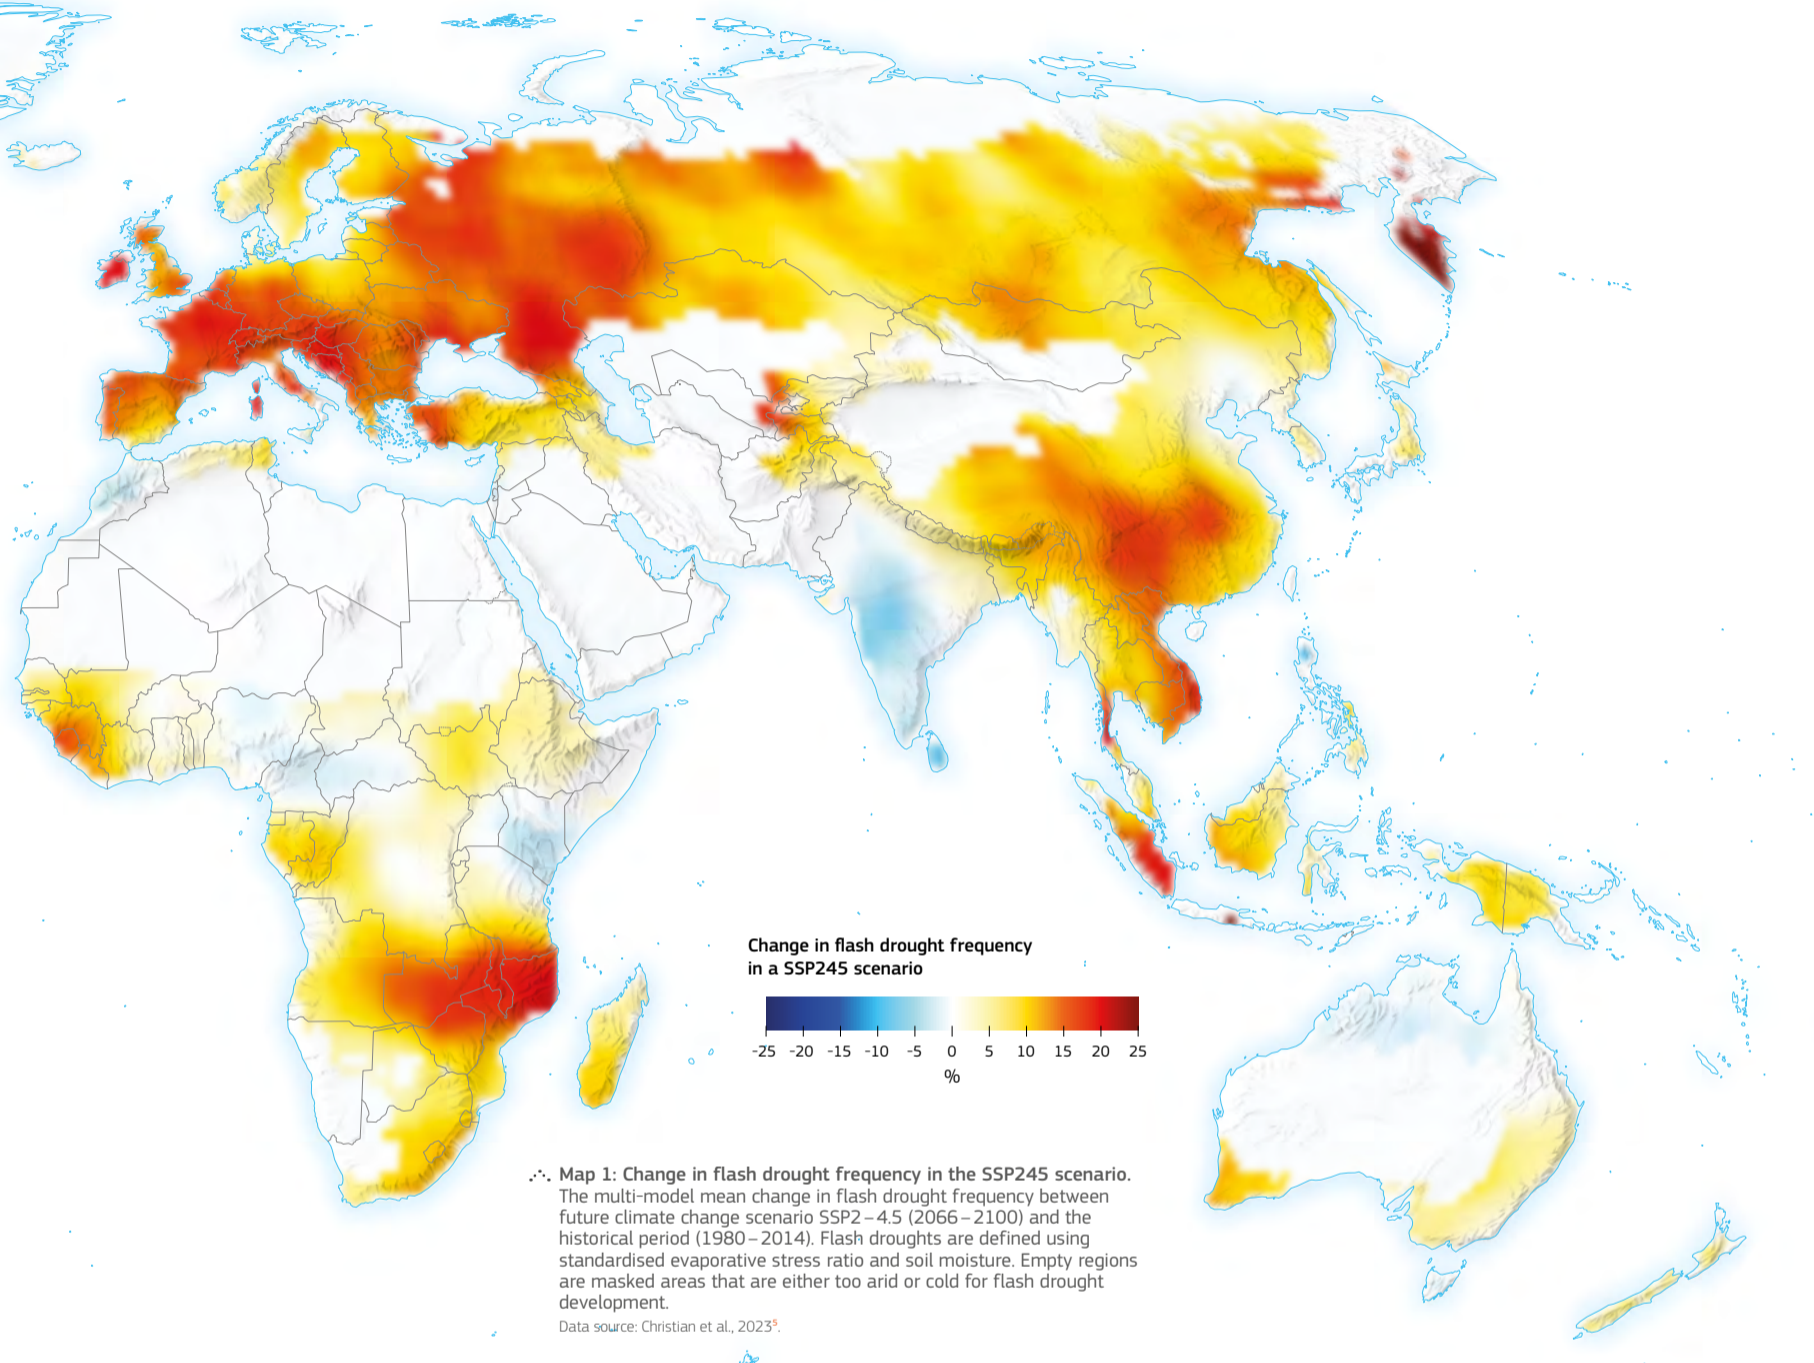 Change in flash drought frequency
in a SSP245 scenario
-25 -20 -15 -10 -5 0 5 10 15 20 25
%
Map 1: Change in flash drought frequency in the SSP245 scenario.
The multi-model mean change in flash drought frequency between
future climate change scenario SSP2–4.5 (2066–2100) and the
historical period (1980–2014). Flash droughts are defined using
standardised evaporative stress ratio and soil moisture. Empty regions
are masked areas that are either too arid or cold for flash drought
development.
Data source: Christian et al., 2023⁵.